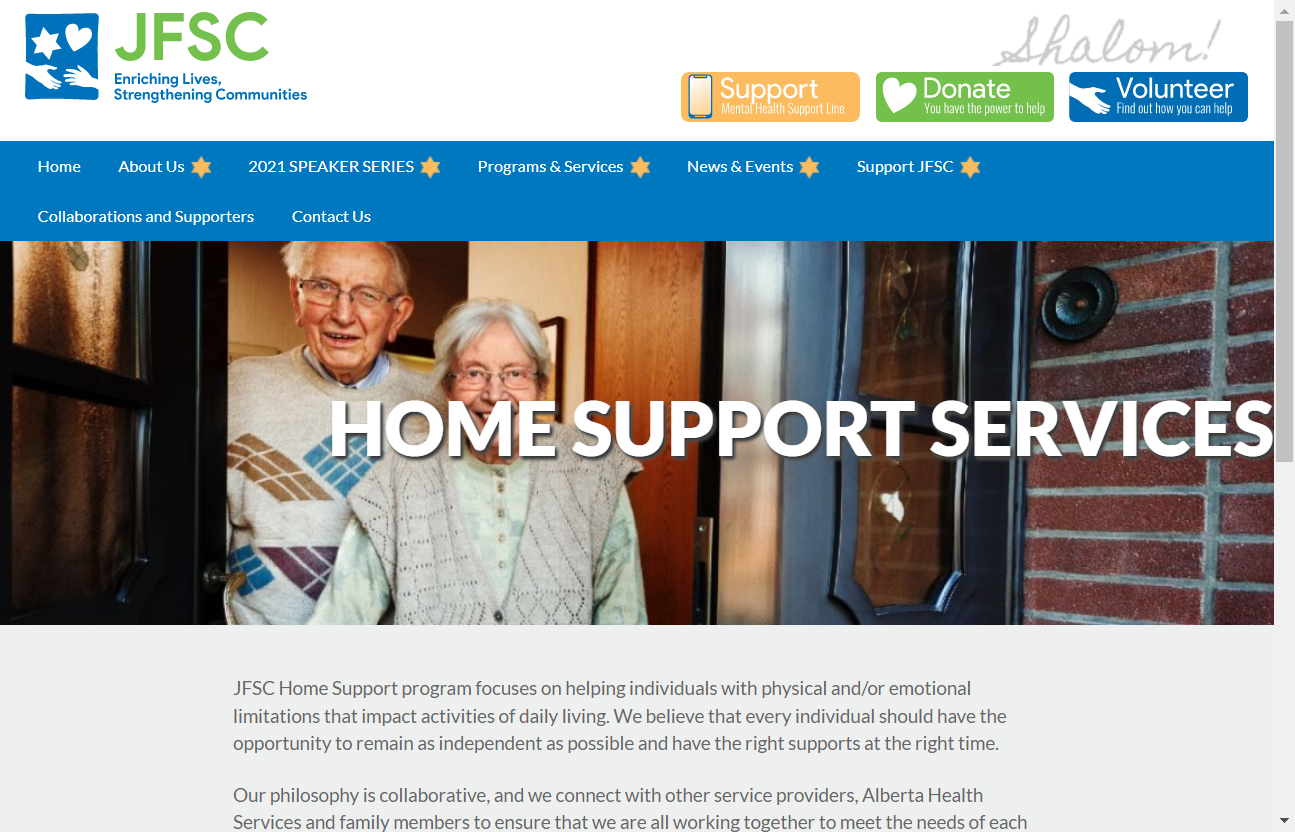 JFSC
Enriching Lives,
Strengthening Communities
Shalom!
Support
Mental Health Support Line
Donate
You have the power to help
Volunteer
Find out how you can help
Home
About Us
2021 SPEAKER SERIES
Programs & Services
News & Events
Support JFSC
Collaborations and Supporters
Contact Us
HOME SUPPORT SERVICES
JFSC Home Support program focuses on helping individuals with physical and/or emotional
limitations that impact activities of daily living. We believe that every individual should have the
opportunity to remain as independent as possible and have the right supports at the right time.
Our philosophy is collaborative, and we connect with other service providers, Alberta Health
Services and family members to ensure that we are all working together to meet the needs of each